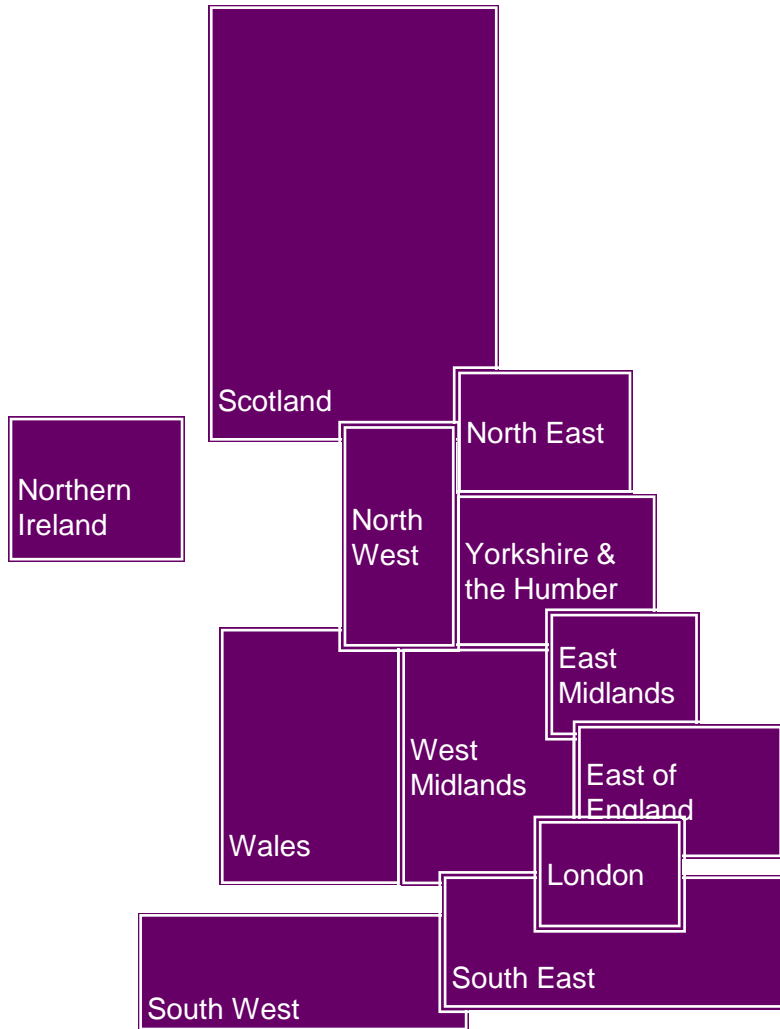 Scotland
North East
Northern
Ireland
North
West
Yorkshire &
the Humber
East
Midlands
West
Midlands
East of
England
Wales
London
South East
South West